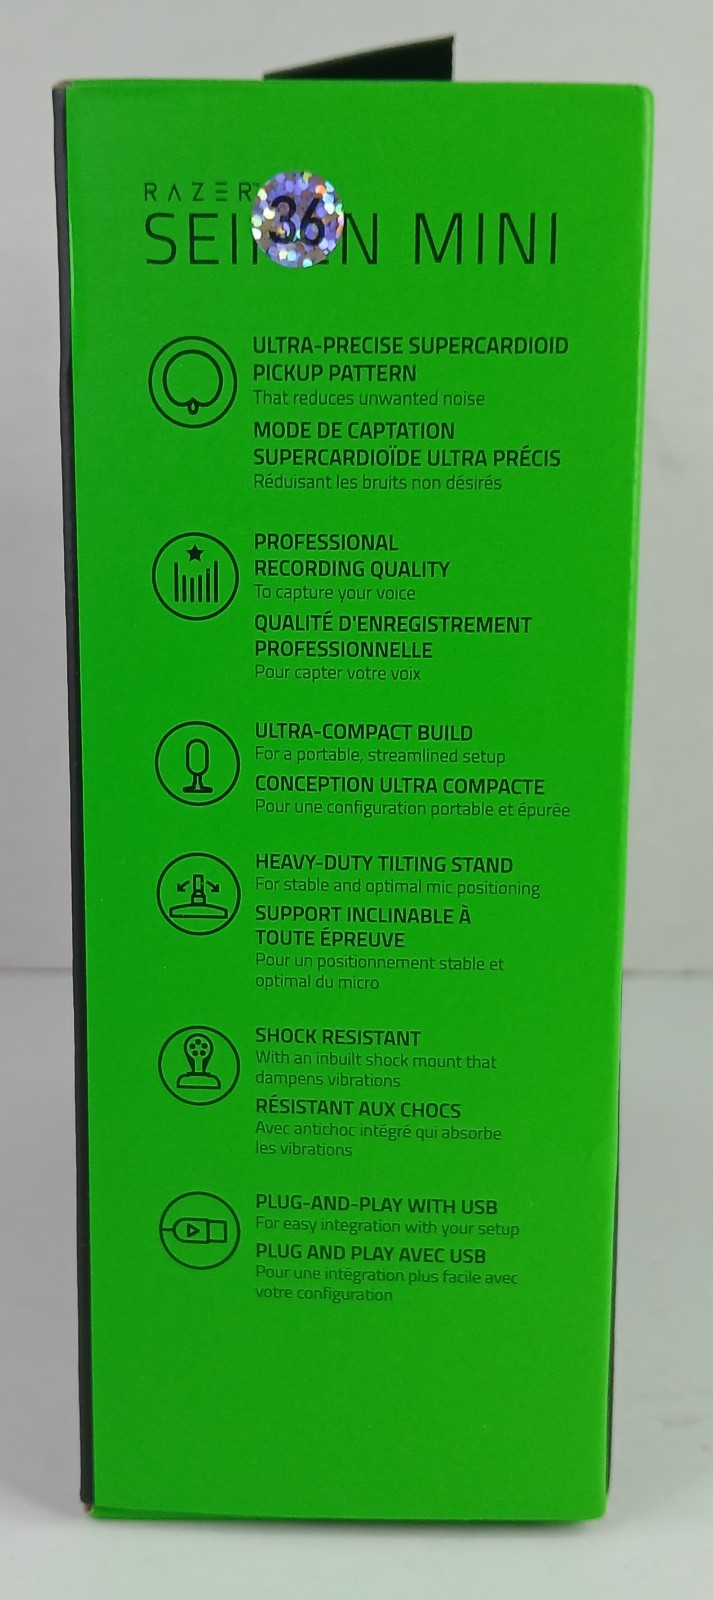 RAZER
36
SEI N MINI
ULTRA-PRECISE SUPERCARDIOID
PICKUP PATTERN
That reduces unwanted noise
MODE DE CAPTATION
SUPERCARDIOÏDE ULTRA PRÉCIS
Réduisant les bruits non désirés
PROFESSIONAL
RECORDING QUALITY
To capture your voice
QUALITÉ D'ENREGISTREMENT
PROFESSIONNELLE
Pour capter votre voix
ULTRA-COMPACT BUILD
For a portable, streamlined setup
CONCEPTION ULTRA COMPACTE
Pour une configuration portable et épurée
HEAVY-DUTY TILTING STAND
For stable and optimal mic positioning
SUPPORT INCLINABLE À
TOUTE ÉPREUVE
Pour un positionnement stable et
optimal du micro
SHOCK RESISTANT
With an inbuilt shock mount that
dampens vibrations
RÉSISTANT AUX CHOCS
Avec antichoc intégré qui absorbe
les vibrations
PLUG-AND-PLAY WITH USB
For easy integration with your setup
PLUG AND PLAY AVEC USB
Pour une intégration plus facile avec
votre configuration